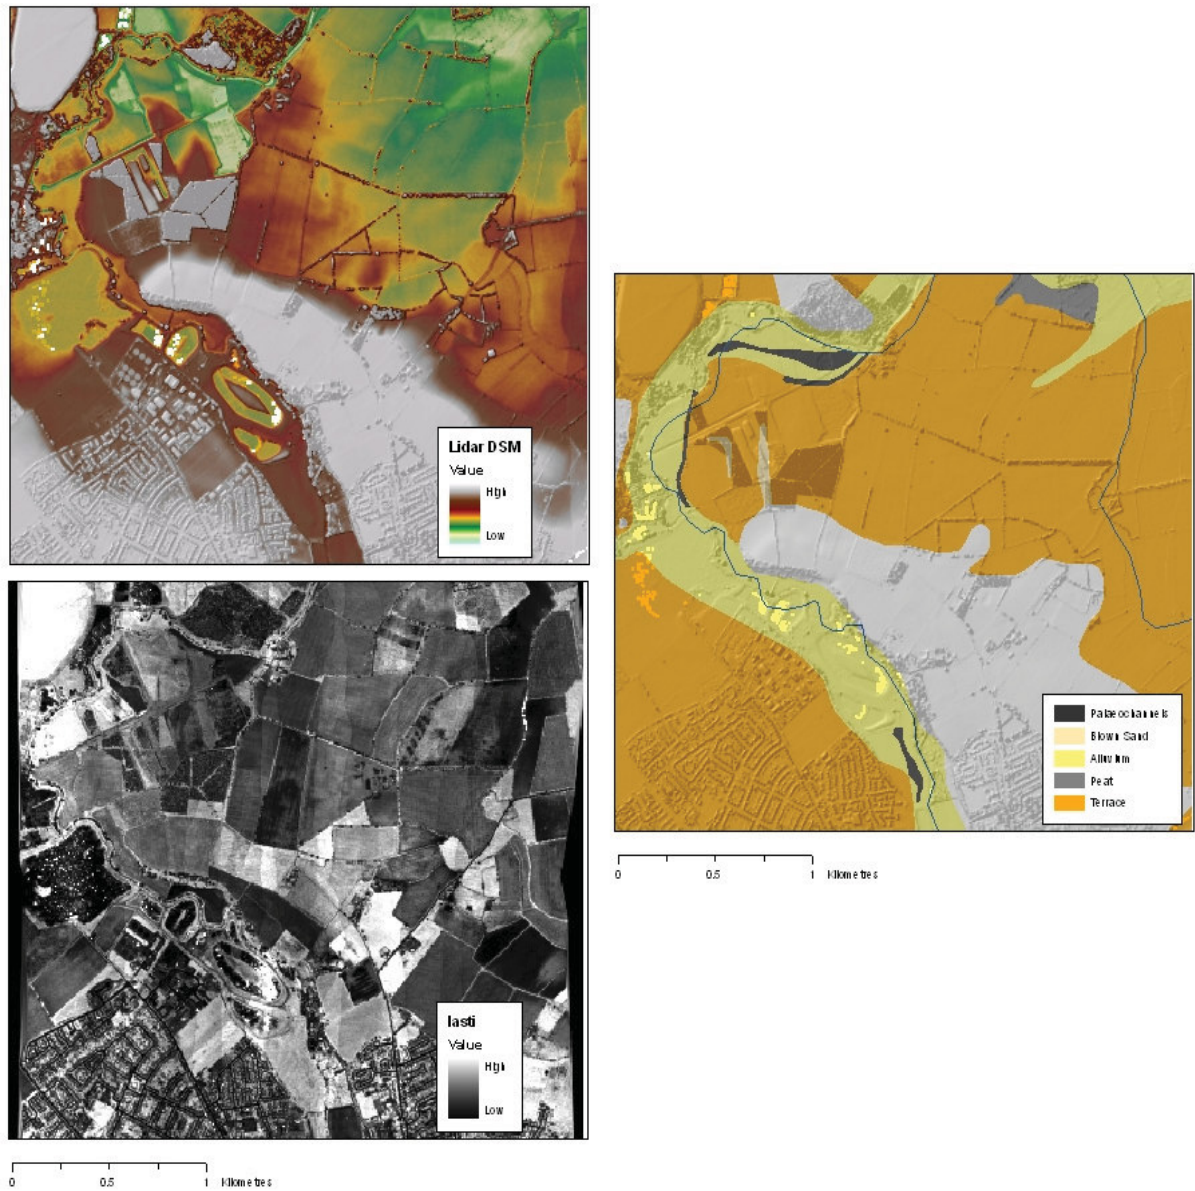 Lidar DSM
Value
High
Low
Palaeochannels
Blown Sand
Alluvium
Peat
Terrace
0 0.5 1 Kilometres
lasti
Value
High
Low
0 0.5 1 Kilometres